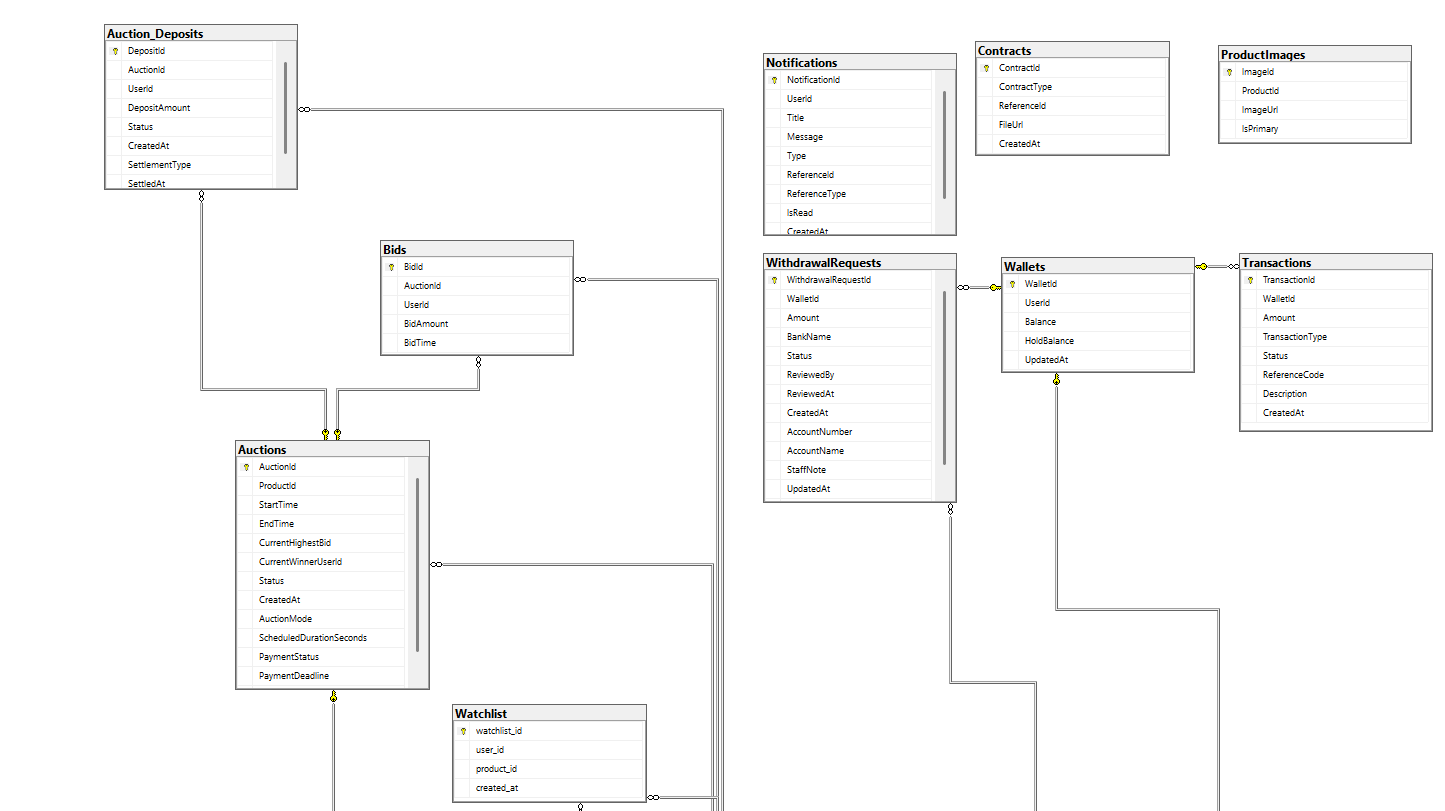 Auction_Deposits
DepositId
AuctionId
UserId
DepositAmount
Status
CreatedAt
SettlementType
SettledAt
Notifications
NotificationId
UserId
Title
Message
Type
ReferenceId
ReferenceType
IsRead
CreatedAt
Contracts
ContractId
ContractType
ReferenceId
FileUrl
CreatedAt
ProductImages
ImageId
ProductId
ImageUrl
IsPrimary
Bids
BidId
AuctionId
UserId
BidAmount
BidTime
WithdrawalRequests
WithdrawalRequestId
WalletId
Amount
BankName
Status
ReviewedBy
ReviewedAt
CreatedAt
AccountNumber
AccountName
StaffNote
UpdatedAt
Wallets
WalletId
UserId
Balance
HoldBalance
UpdatedAt
Transactions
TransactionId
WalletId
Amount
TransactionType
Status
ReferenceCode
Description
CreatedAt
Auctions
AuctionId
ProductId
StartTime
EndTime
CurrentHighestBid
CurrentWinnerUserId
Status
CreatedAt
AuctionMode
ScheduledDurationSeconds
PaymentStatus
PaymentDeadline
Watchlist
watchlist_id
user_id
product_id
created_at